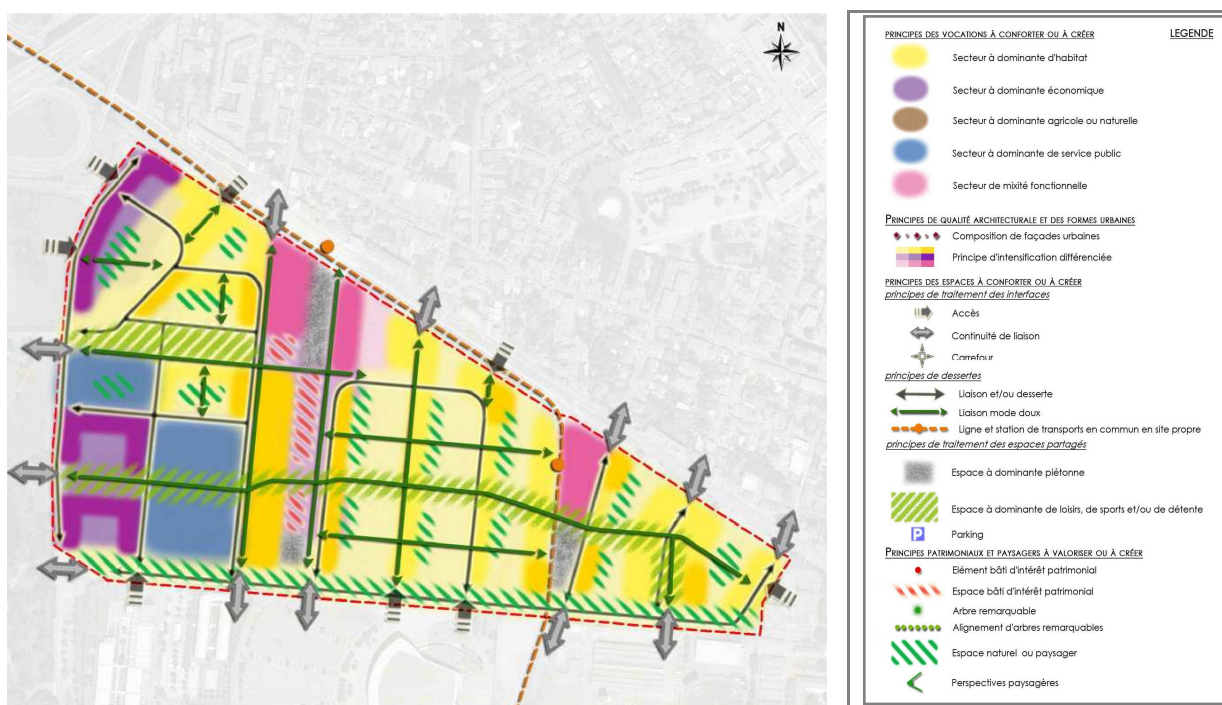 N
PRINCIPES DES VOCATIONS À CONFORTER OU À CRÉER
LEGENDE
Secteur à dominante d'habitat
Secteur à dominante économique
Secteur à dominante agricole ou naturelle
Secteur à dominante de service public
Secteur de mixité fonctionnelle
PRINCIPES DE QUALITÉ ARCHITECTURALE ET DES FORMES URBAINES
Composition de façades urbaines
Principe d'intensification différenciée
PRINCIPES DES ESPACES À CONFORTER OU À CRÉER
principes de traitement des interfaces
Accès
Continuité de liaison
Carrefour
principes de dessertes
Liaison et/ou desserte
Liaison mode doux
Ligne et station de transports en commun en site propre
principes de traitement des espaces partagés
Espace à dominante piétonne
Espace à dominante de loisirs, de sports et/ou de détente
P Parking
PRINCIPES PATRIMONIAUX ET PAYSAGERS À VALORISER OU À CRÉER
Elément bâti d'intérêt patrimonial
Espace bâti d'intérêt patrimonial
Arbre remarquable
Alignement d'arbres remarquables
Espace naturel ou paysager
Perspectives paysagères